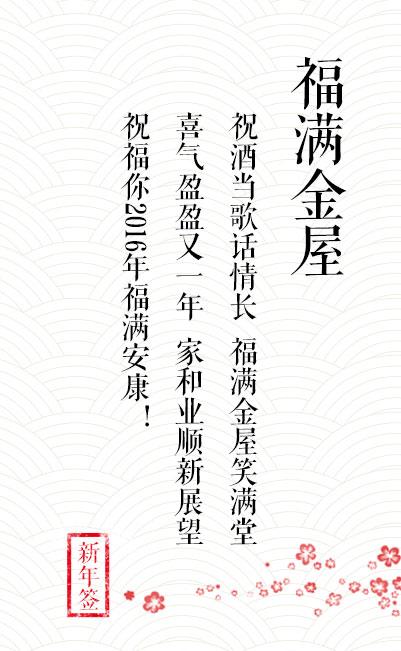 福满金屋
祝酒当歌话情长 福满金屋笑满堂
喜气盈盈又一年 家和业顺新展望
祝福你2016年福满安康！
新年签